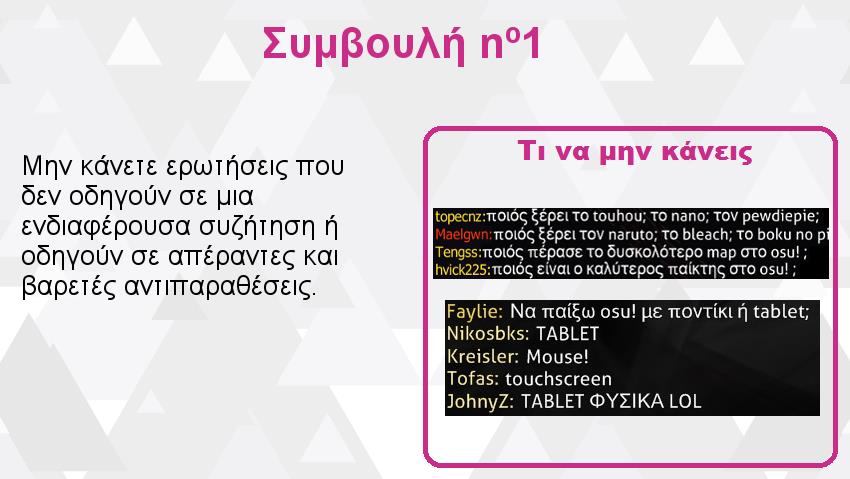 Συμβουλή nº1
Μην κάνετε ερωτήσεις που
δεν οδηγούν σε μια
ενδιαφέρουσα συζήτηση ή
οδηγούν σε απέραντες και
βαρετές αντιπαραθέσεις.
Τι να μην κάνεις
topecnz:ποιός ξέρει το touhou; το nano; τον pewdiepie;
Maelgwn:ποιός ξέρει τον naruto; το bleach; το boku no pi
Tengss:ποιός πέρασε το δυσκολότερο map στο osu! ;
hvick225:ποιός είναι ο καλύτερος παίκτης στο osu! ;
Faylie: Να παίξω osu! με ποντίκι ή tablet;
Nikosbks: TABLET
Kreisler: Mouse!
Tofas: touchscreen
JohnyZ: TABLET ΦΥΣΙΚΑ LOL